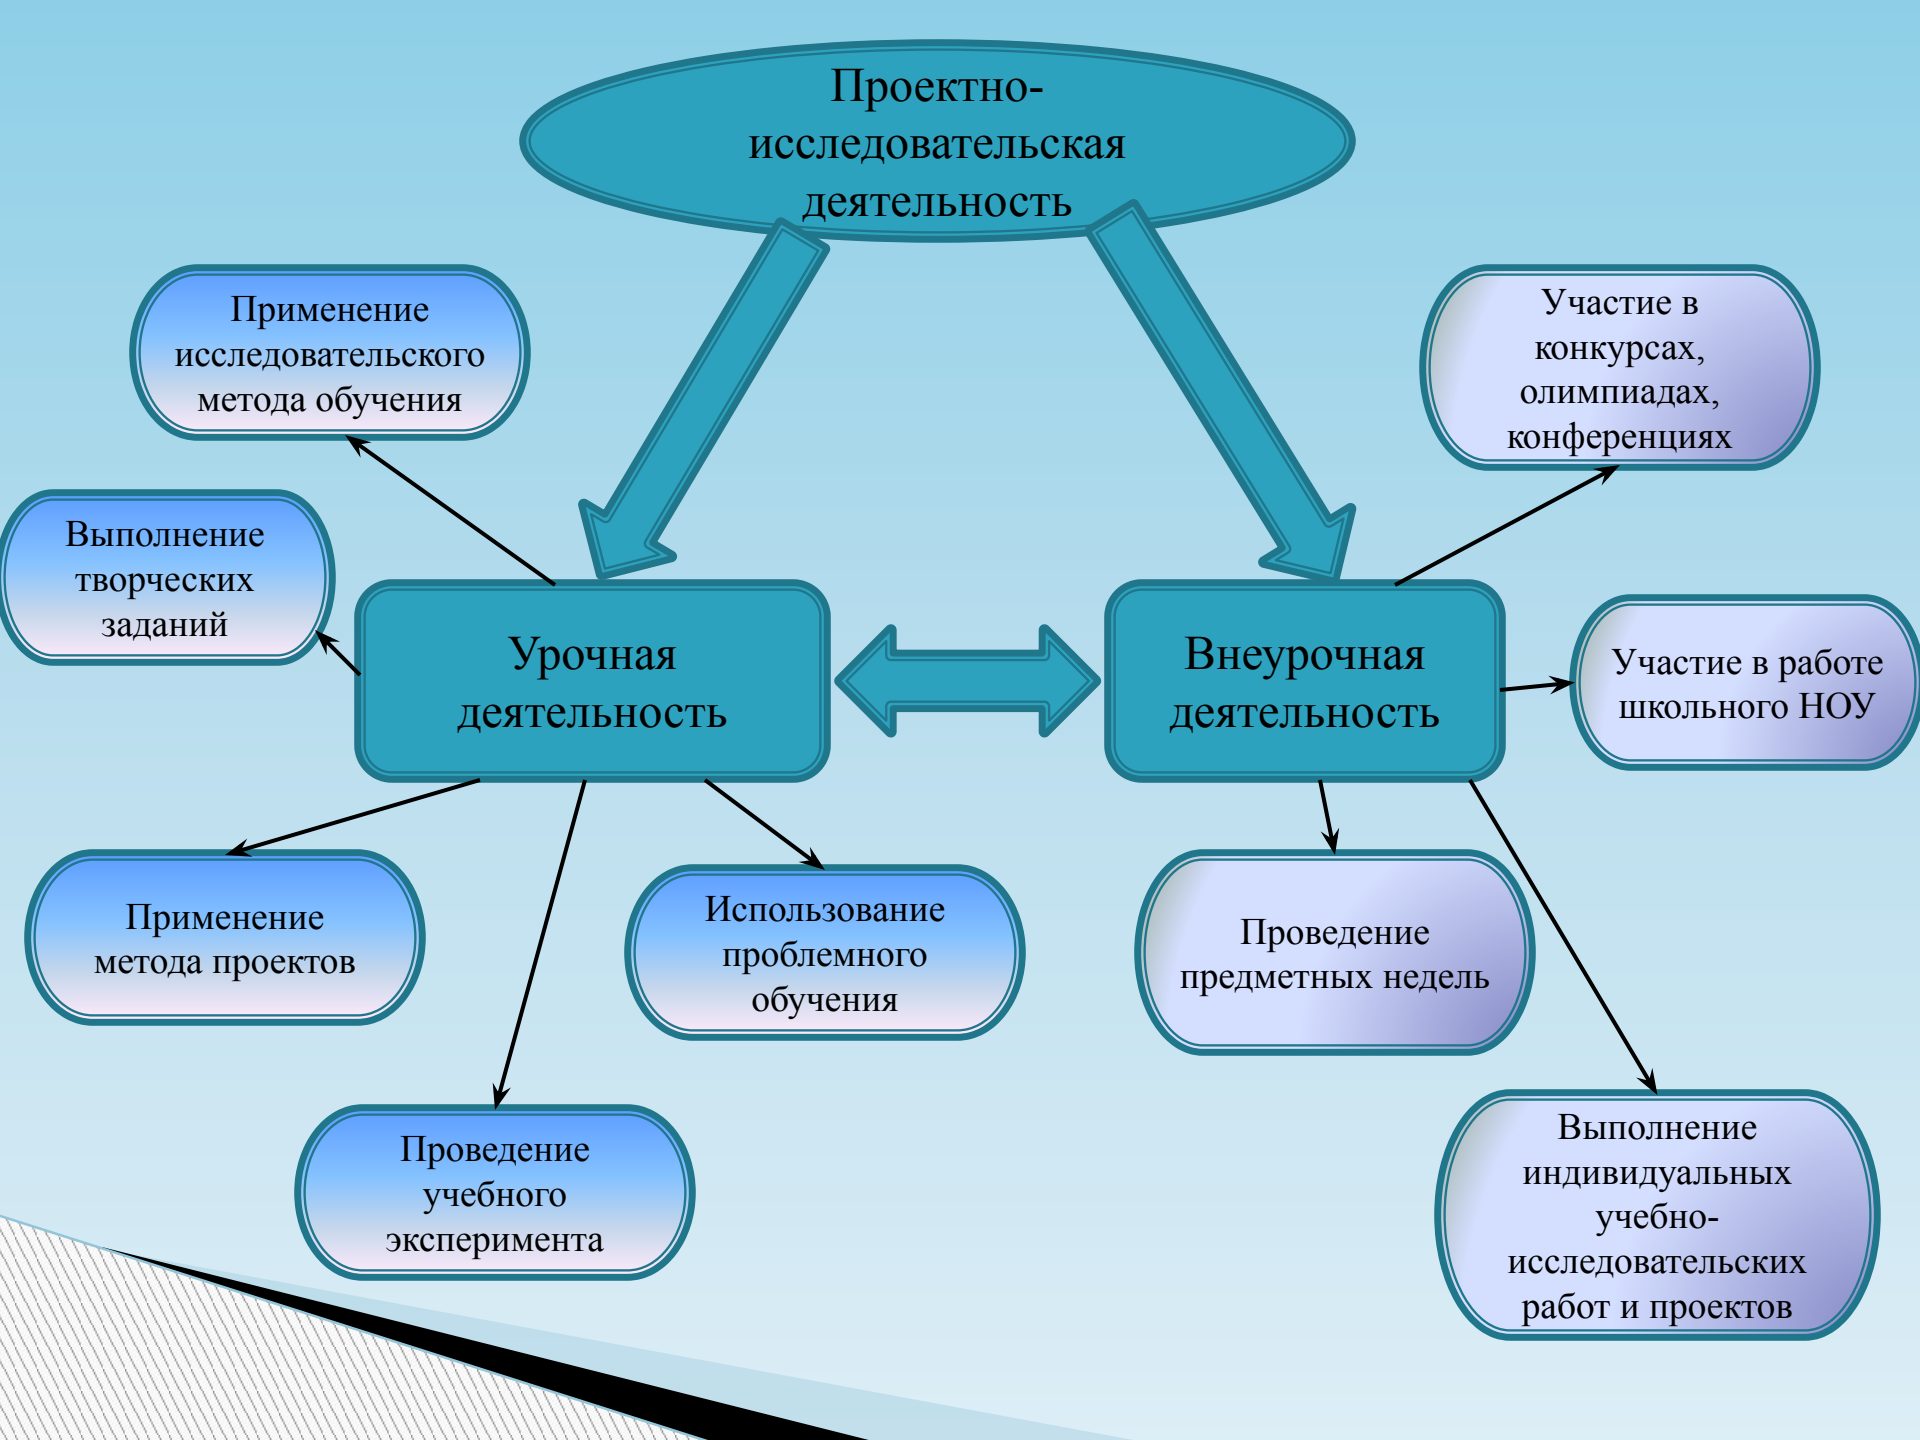 Проектно-
исследовательская
деятельность
Применение
исследовательского
метода обучения
Участие в
конкурсах,
олимпиадах,
конференциях
Выполнение
творческих
заданий
Урочная
деятельность
Внеурочная
деятельность
Участие в работе
школьного НОУ
Применение
метода проектов
Использование
проблемного
обучения
Проведение
предметных недель
Проведение
учебного
эксперимента
Выполнение
индивидуальных
учебно-
исследовательских
работ и проектов